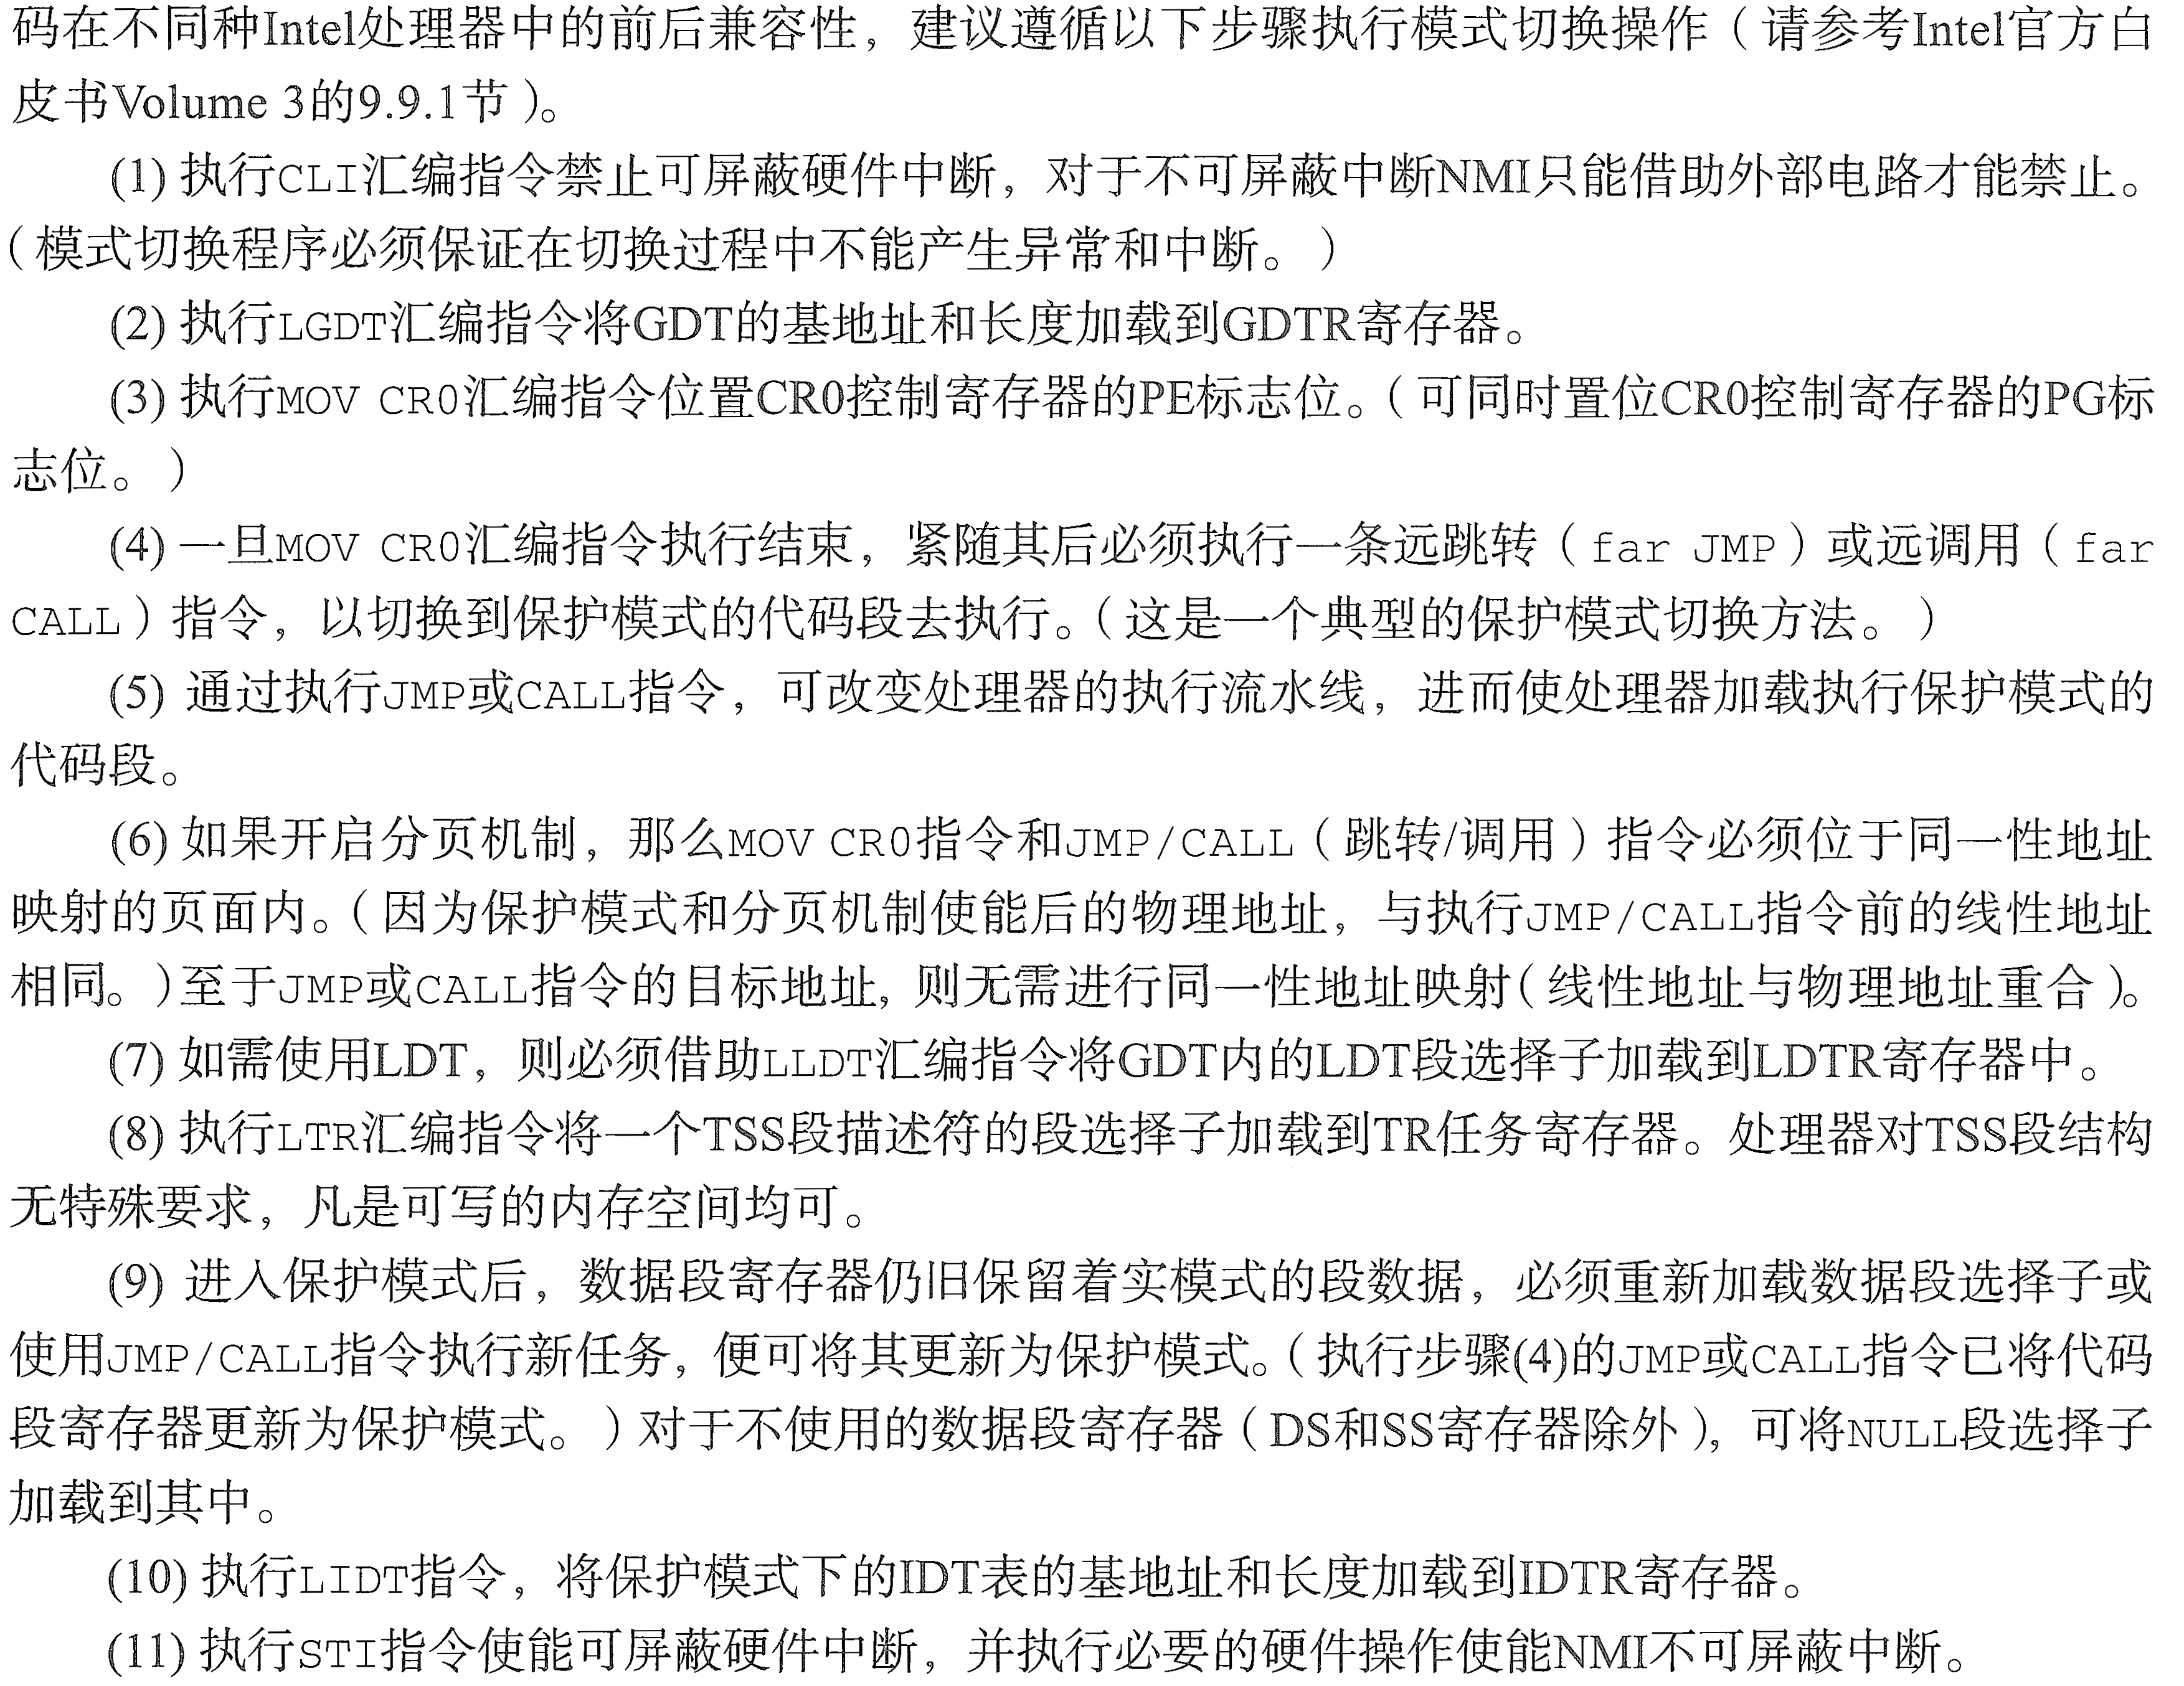 码在不同种Intel处理器中的前后兼容性，建议遵循以下步骤执行模式切换操作（请参考Intel官方白
皮书Volume 3的9.9.1节）。
(1) 执行CLI汇编指令禁止可屏蔽硬件中断，对于不可屏蔽中断NMI只能借助外部电路才能禁止。
（模式切换程序必须保证在切换过程中不能产生异常和中断。）
(2) 执行LGDT汇编指令将GDT的基地址和长度加载到GDTR寄存器。
(3) 执行MOV CR0汇编指令位置CR0控制寄存器的PE标志位。（可同时置位CR0控制寄存器的PG标
志位。）
(4) 一旦MOV CR0汇编指令执行结束，紧随其后必须执行一条远跳转（far JMP）或远调用（far
CALL）指令，以切换到保护模式的代码段去执行。（这是一个典型的保护模式切换方法。）
(5) 通过执行JMP或CALL指令，可改变处理器的执行流水线，进而使处理器加载执行保护模式的
代码段。
(6) 如果开启分页机制，那么MOV CR0指令和JMP/CALL（跳转/调用）指令必须位于同一性地址
映射的页面内。（因为保护模式和分页机制使能后的物理地址，与执行JMP/CALL指令前的线性地址
相同。）至于JMP或CALL指令的目标地址，则无需进行同一性地址映射（线性地址与物理地址重合）。
(7) 如需使用LDT，则必须借助LLDT汇编指令将GDT内的LDT段选择子加载到LDTR寄存器中。
(8) 执行LTR汇编指令将一个TSS段描述符的段选择子加载到TR任务寄存器。处理器对TSS段结构
无特殊要求，凡是可写的内存空间均可。
(9) 进入保护模式后，数据段寄存器仍旧保留着实模式的段数据，必须重新加载数据段选择子或
使用JMP/CALL指令执行新任务，便可将其更新为保护模式。（执行步骤(4)的JMP或CALL指令已将代码
段寄存器更新为保护模式。）对于不使用的数据段寄存器（DS和SS寄存器除外），可将NULL段选择子
加载到其中。
(10) 执行LIDT指令，将保护模式下的IDT表的基地址和长度加载到IDTR寄存器。
(11) 执行STI指令使能可屏蔽硬件中断，并执行必要的硬件操作使能NMI不可屏蔽中断。